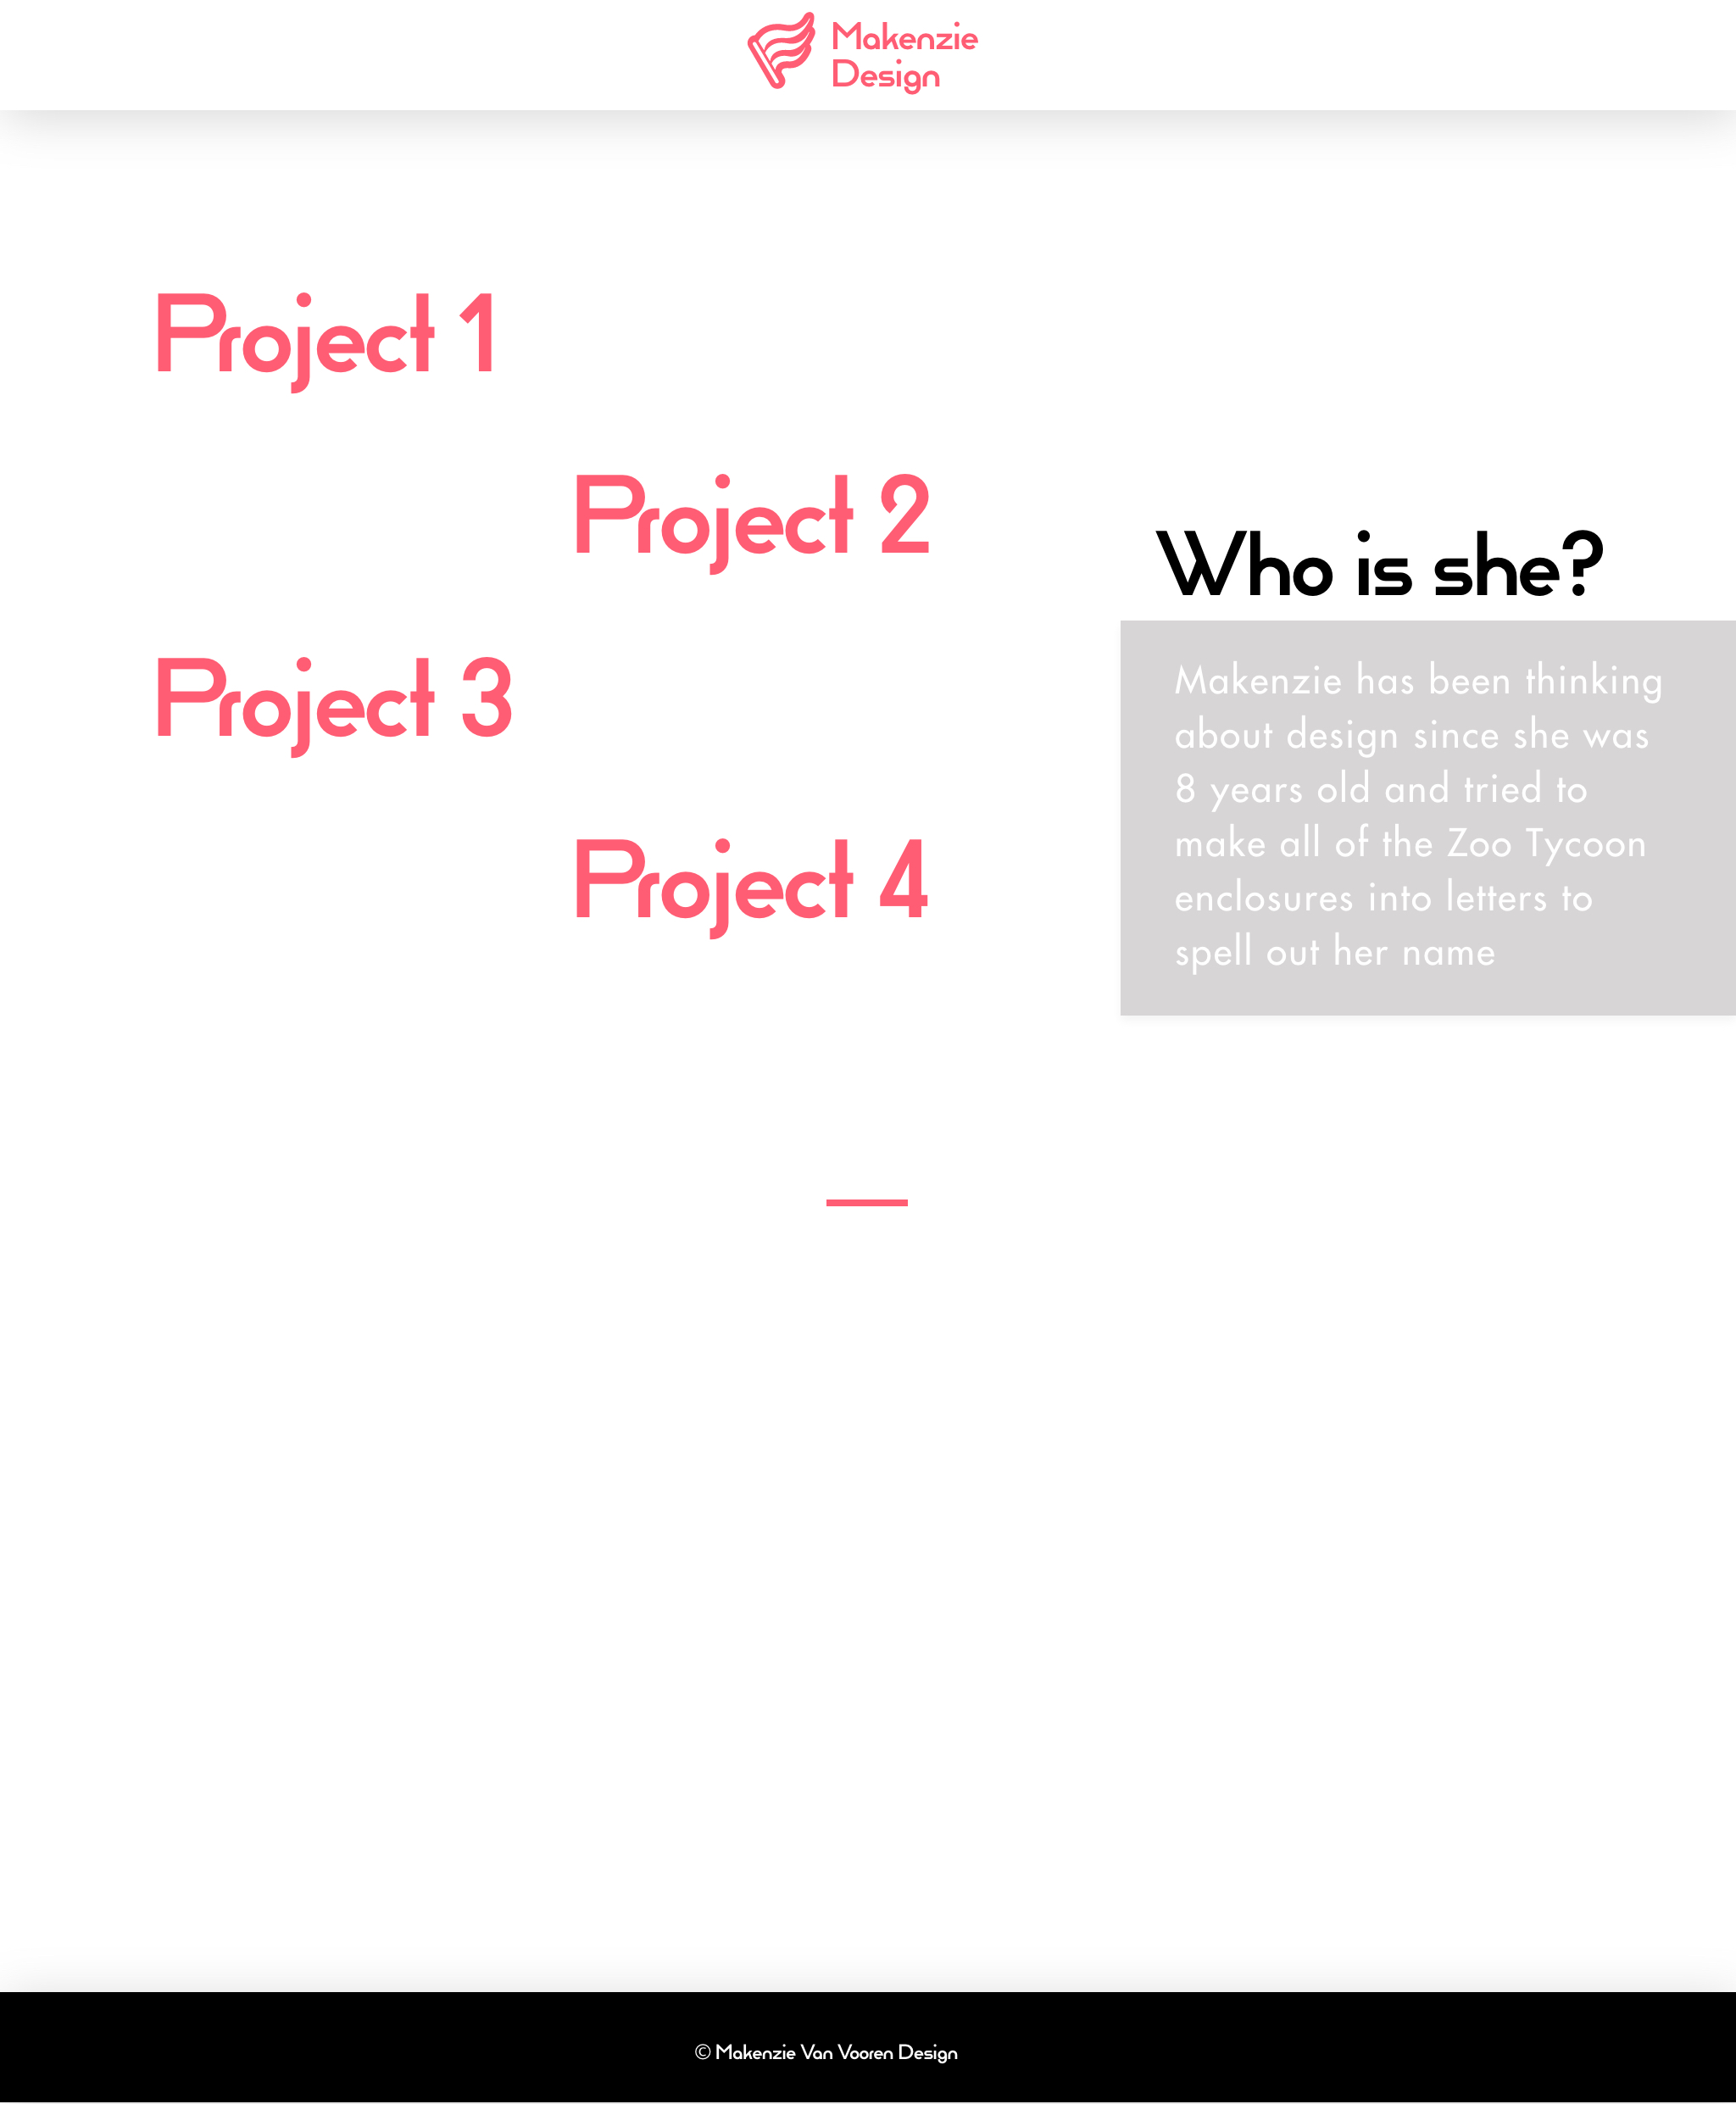 Makenzie
Design
Project 1
Project 2
Project 3
Project 4
Who is she?
Makenzie has been thinking
about design since she was
8 years old and tried to
make all of the Zoo Tycoon
enclosures into letters to
spell out her name
© Makenzie Van Vooren Design